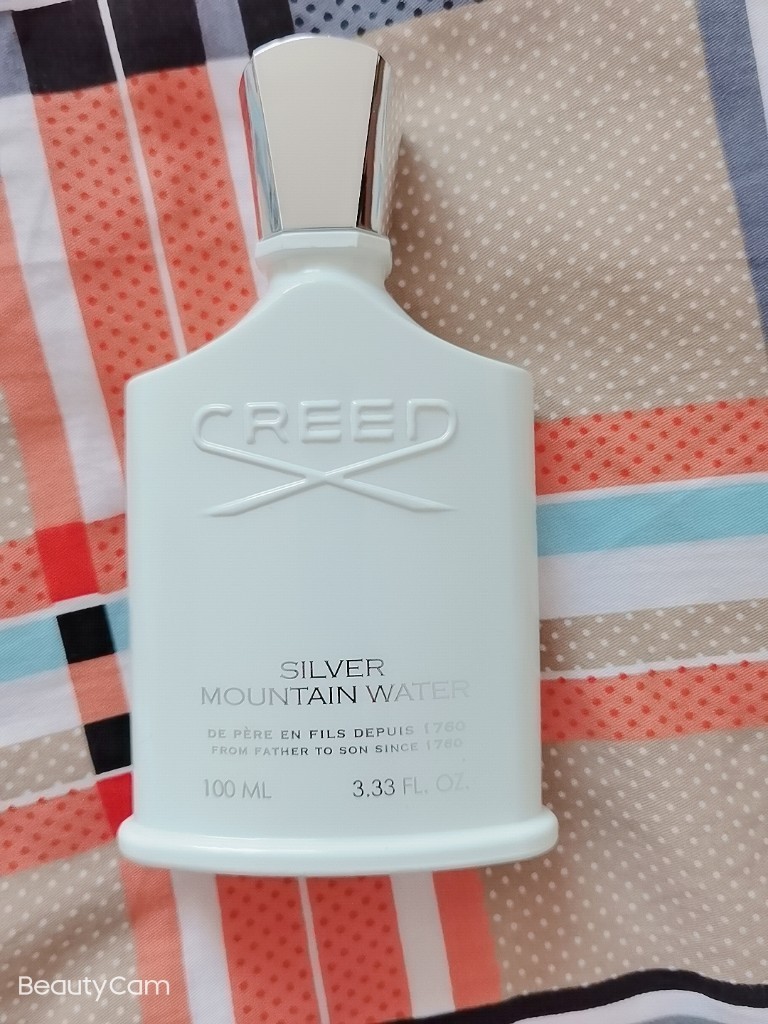 CREED
SILVER
MOUNTAIN WATER
DE PÈRE EN FILS DEPUIS 1760
FROM FATHER TO SON SINCE 1760
100 ML 3.33 FL. OZ.
BeautyCam